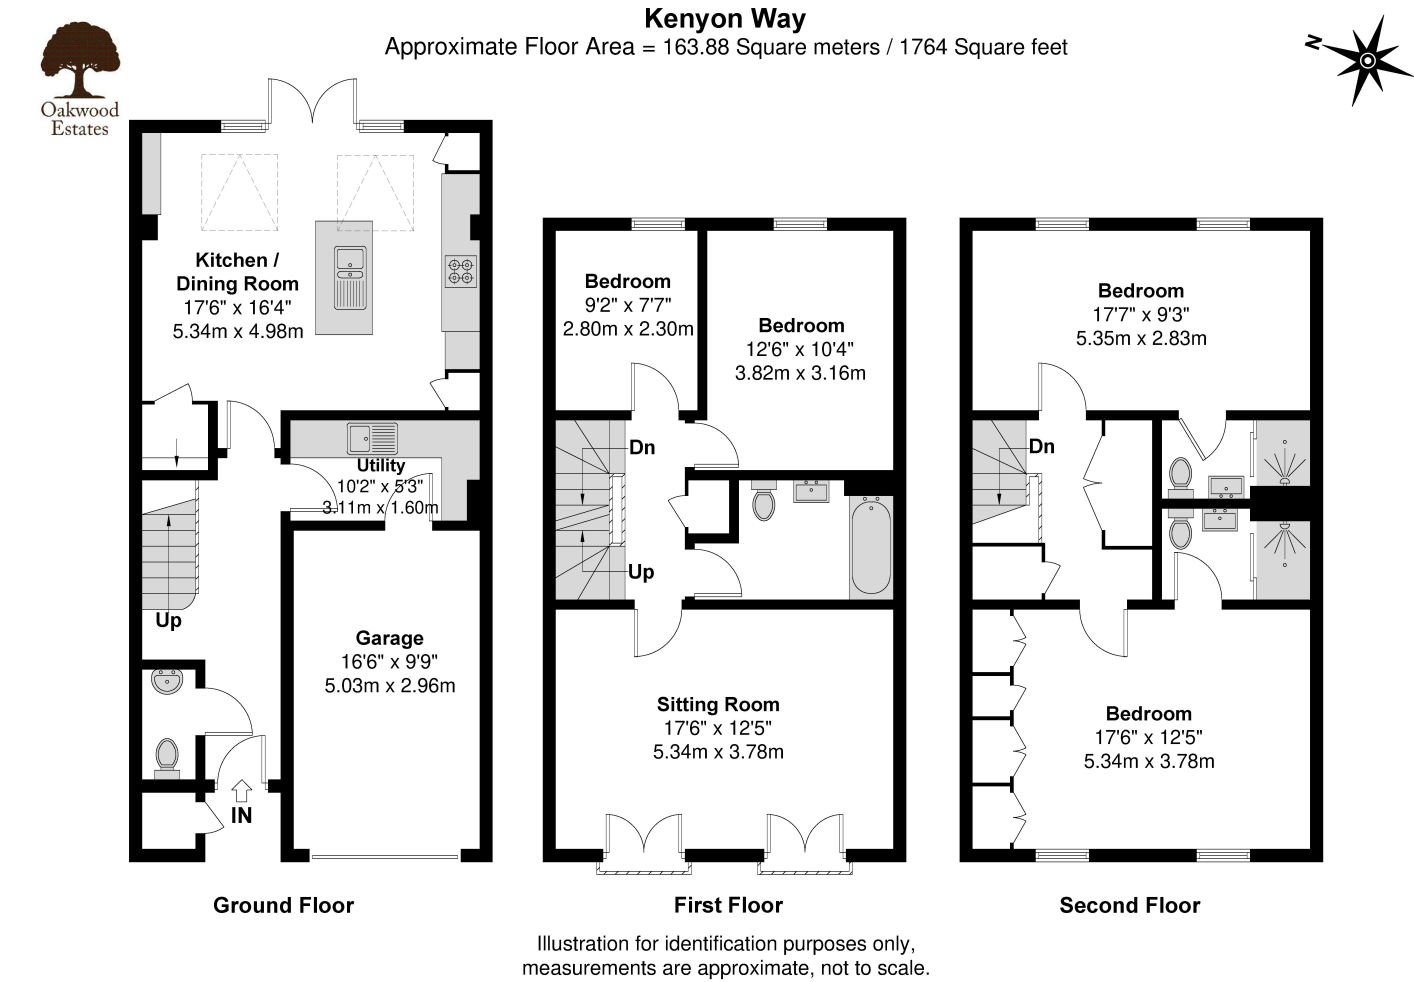 Kenyon Way
Approximate Floor Area = 163.88 Square meters / 1764 Square feet
N
Oakwood
Estates
Kitchen /
Dining Room
17'6" x 16'4"
5.34m x 4.98m
Utility
10'2" x 5'3"
3.11m x 1.60m
Up
Garage
16'6" x 9'9"
5.03m x 2.96m
IN
Ground Floor
Bedroom
9'2" x 7'7"
2.80m x 2.30m
Bedroom
12'6" x 10'4"
3.82m x 3.16m
Dn
Up
Sitting Room
17'6" x 12'5"
5.34m x 3.78m
First Floor
Bedroom
17'7" x 9'3"
5.35m x 2.83m
Dn
Bedroom
17'6" x 12'5"
5.34m x 3.78m
Second Floor
Illustration for identification purposes only,
measurements are approximate, not to scale.